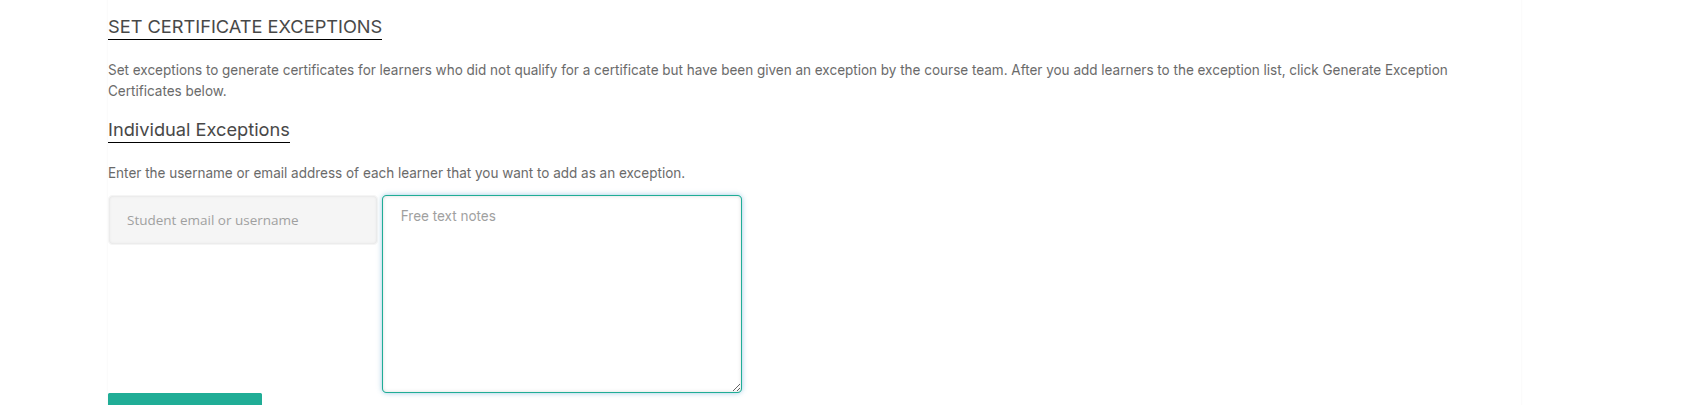 SET CERTIFICATE EXCEPTIONS
Set exceptions to generate certificates for learners who did not qualify for a certificate but have been given an exception by the course team. After you add learners to the exception list, click Generate Exception
Certificates below.
Individual Exceptions
Enter the username or email address of each learner that you want to add as an exception.
Student email or username
Free text notes